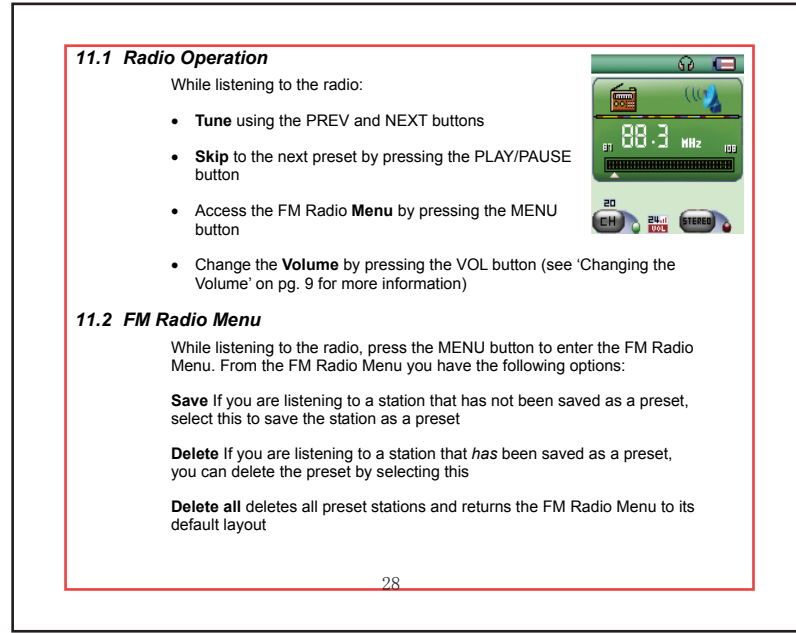 11.1 Radio Operation
While listening to the radio:
• Tune using the PREV and NEXT buttons
• Skip to the next preset by pressing the PLAY/PAUSE
button
• Access the FM Radio Menu by pressing the MENU
button
• Change the Volume by pressing the VOL button (see ‘Changing the
Volume’ on pg. 9 for more information)
88.3 MHz
87
108
20
CH
24
VOL
STEREO
11.2 FM Radio Menu
While listening to the radio, press the MENU button to enter the FM Radio
Menu. From the FM Radio Menu you have the following options:
Save If you are listening to a station that has not been saved as a preset,
select this to save the station as a preset
Delete If you are listening to a station that has been saved as a preset,
you can delete the preset by selecting this
Delete all deletes all preset stations and returns the FM Radio Menu to its
default layout
28